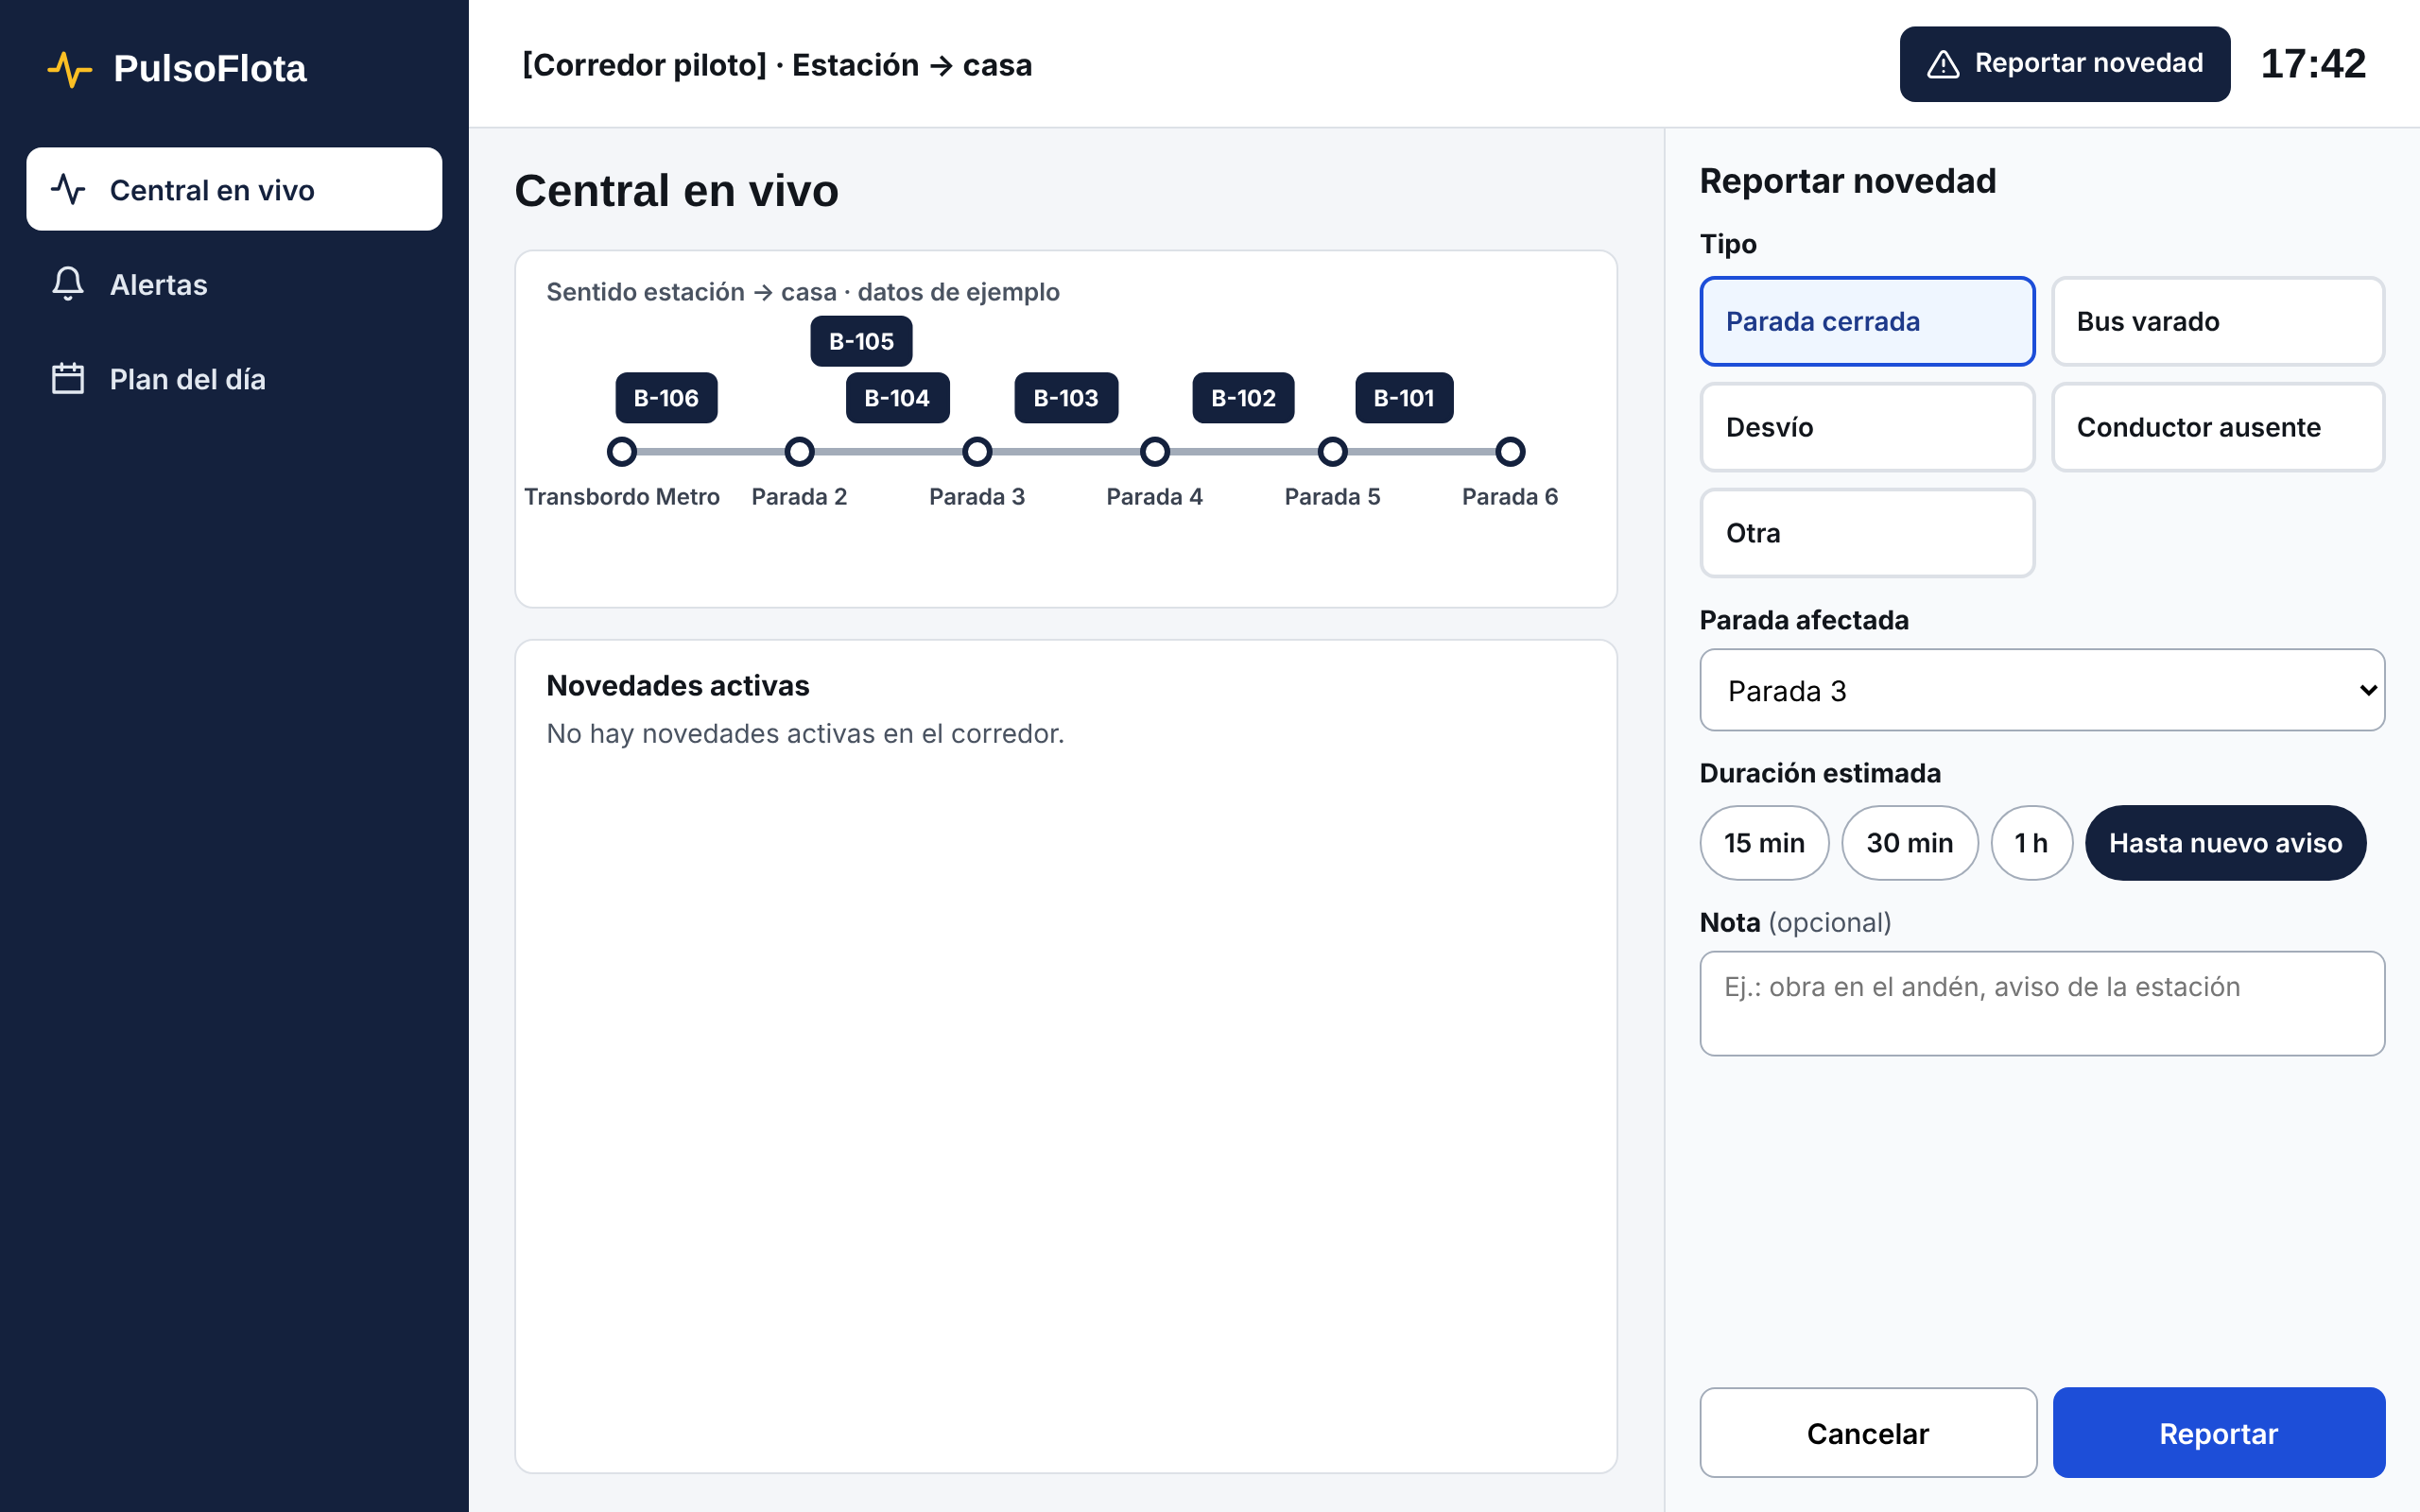 PulsoFlota
Central en vivo
Alertas
Plan del día
[Corredor piloto] · Estación → casa
Reportar novedad
17:42
Central en vivo
Sentido estación → casa · datos de ejemplo
B-105
B-106
B-104
B-103
B-102
B-101
Transbordo Metro
Parada 2
Parada 3
Parada 4
Parada 5
Parada 6
Novedades activas
No hay novedades activas en el corredor.
Reportar novedad
Tipo
Parada cerrada
Bus varado
Desvío
Conductor ausente
Otra
Parada afectada
Parada 3
Duración estimada
15 min
30 min
1 h
Hasta nuevo aviso
Nota (opcional)
Ej.: obra en el andén, aviso de la estación
Cancelar
Reportar